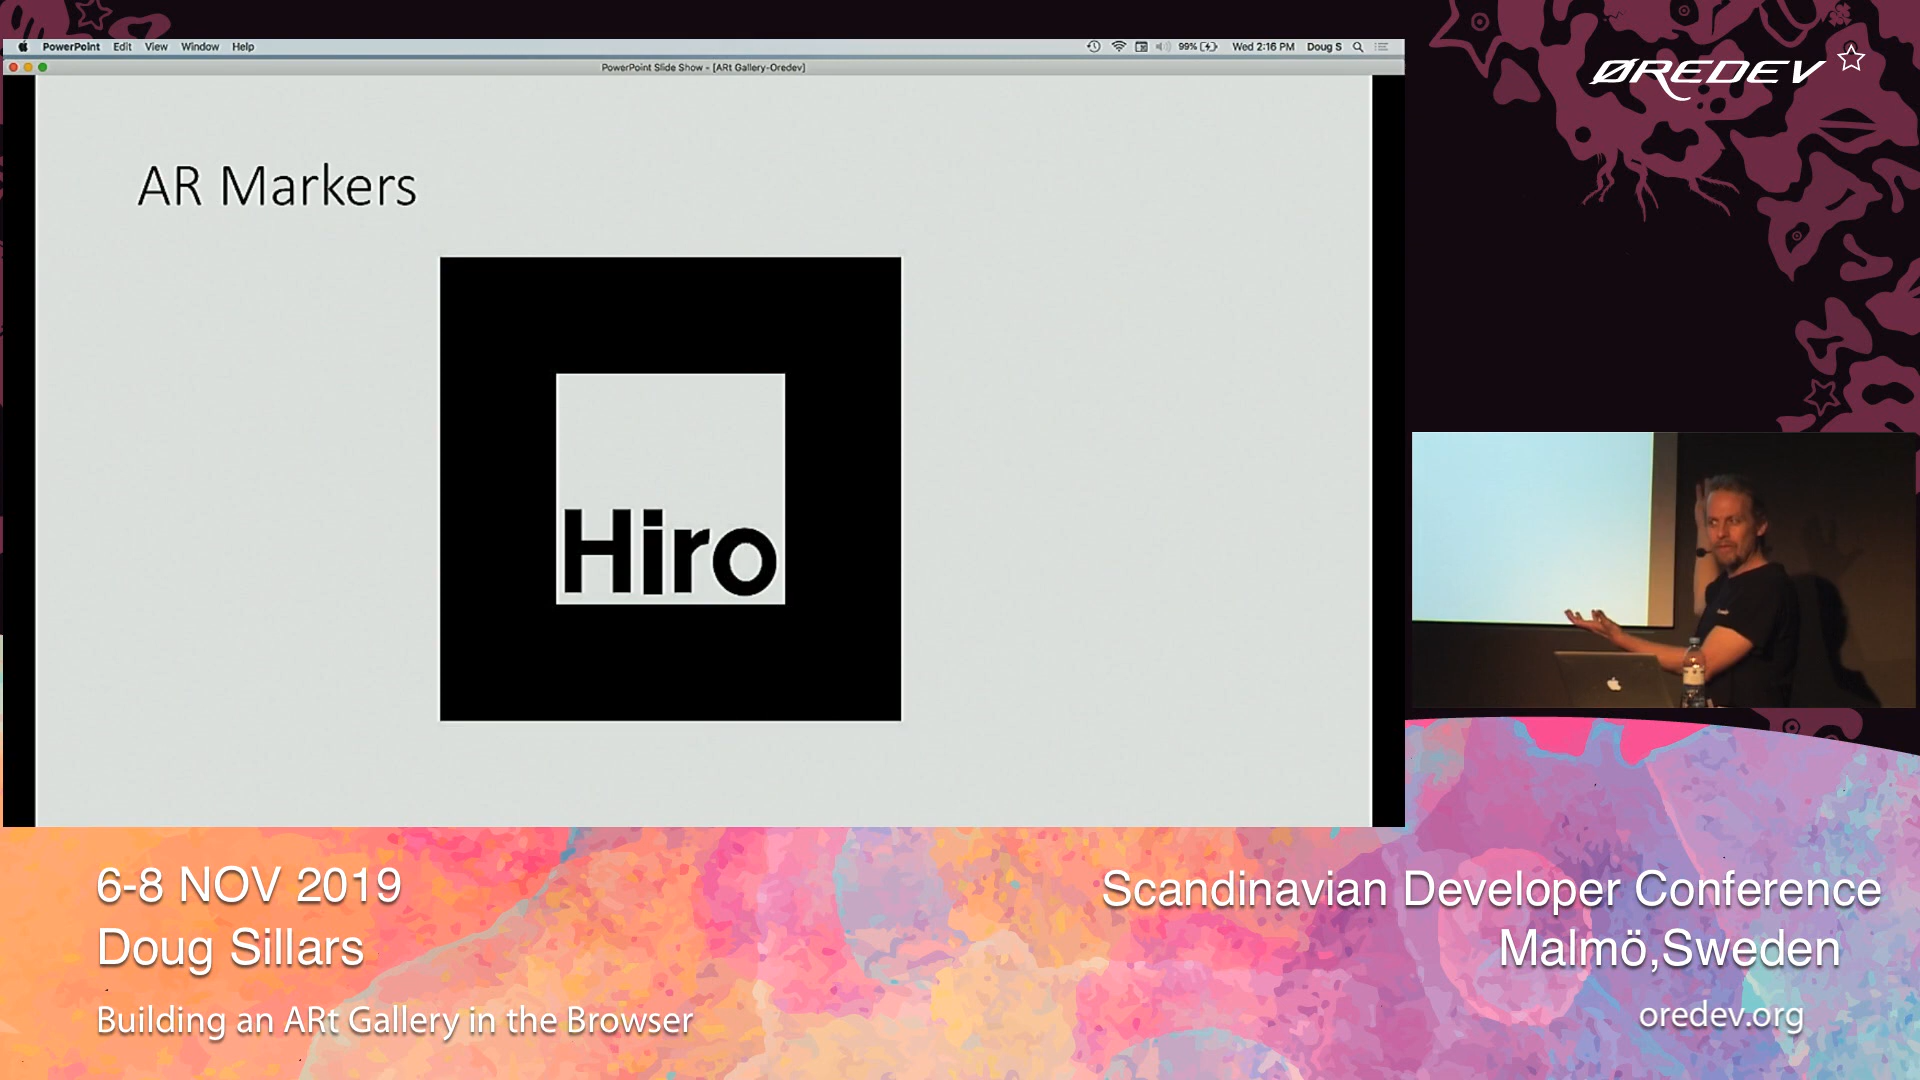 PowerPoint Edit View Window Help
99% Wed 2:16 PM Doug S
PowerPoint Slide Show - [ARt Gallery-Oredev]
ØREDEV
AR Markers
Hiro
6-8 NOV 2019
Doug Sillars
Building an ARt Gallery in the Browser
Scandinavian Developer Conference
Malmö,Sweden
oredev.org